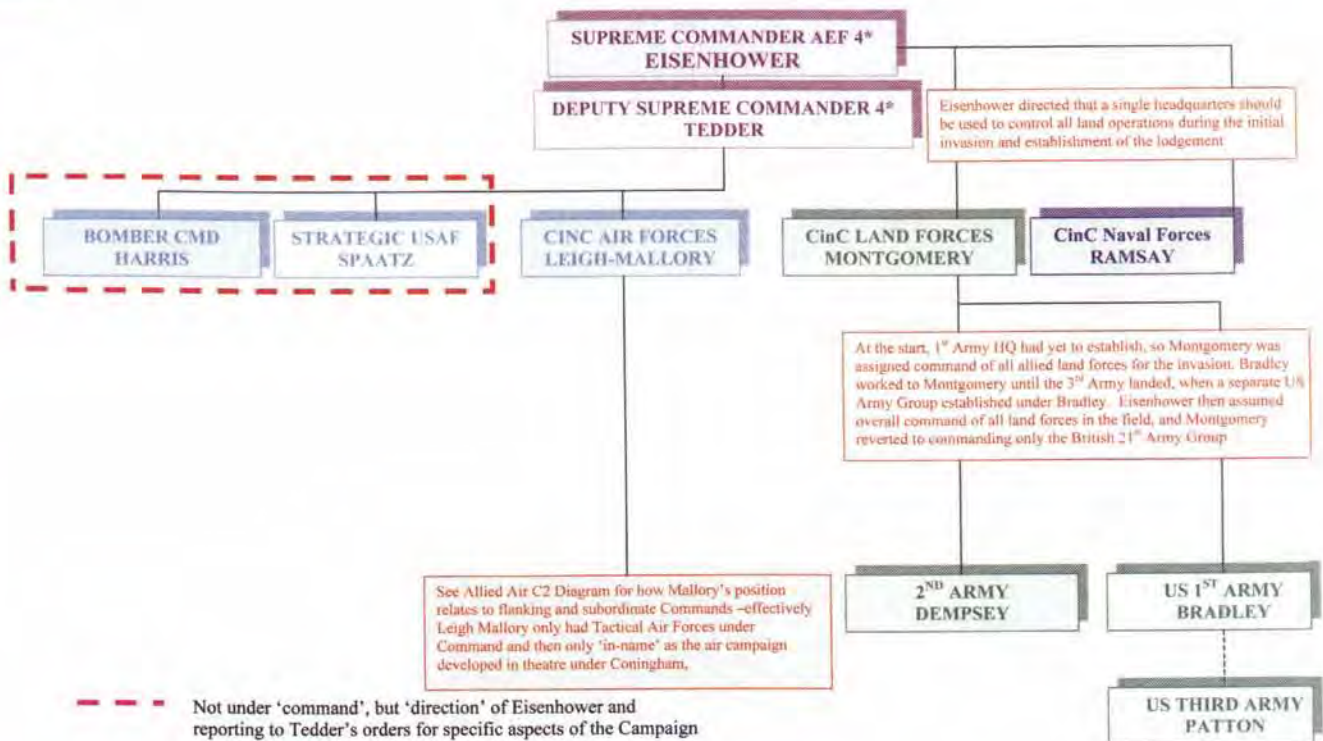 SUPREME COMMANDER AEF 4*
EISENHOWER
DEPUTY SUPREME COMMANDER 4*
TEDDER
Eisenhower directed that a single headquarters should
be used to control all land operations during the initial
invasion and establishment of the lodgement
BOMBER CMD
HARRIS
STRATEGIC USAF
SPAATZ
CINC AIR FORCES
LEIGH-MALLORY
CinC LAND FORCES
MONTGOMERY
CinC Naval Forces
RAMSAY
At the start, 1st Army HQ had yet to establish, so Montgomery was
assigned command of all allied land forces for the invasion. Bradley
worked to Montgomery until the 3RD Army landed, when a separate US
Army Group established under Bradley. Eisenhower then assumed
overall command of all land forces in the field, and Montgomery
reverted to commanding only the British 21st Army Group
See Allied Air C2 Diagram for how Mallory's position
relates to flanking and subordinate Commands –effectively
Leigh Mallory only had Tactical Air Forces under
Command and then only 'in-name' as the air campaign
developed in theatre under Coningham,
2ND ARMY
DEMPSEY
US 1ST ARMY
BRADLEY
US THIRD ARMY
PATTON
Not under 'command', but 'direction' of Eisenhower and
reporting to Tedder's orders for specific aspects of the Campaign